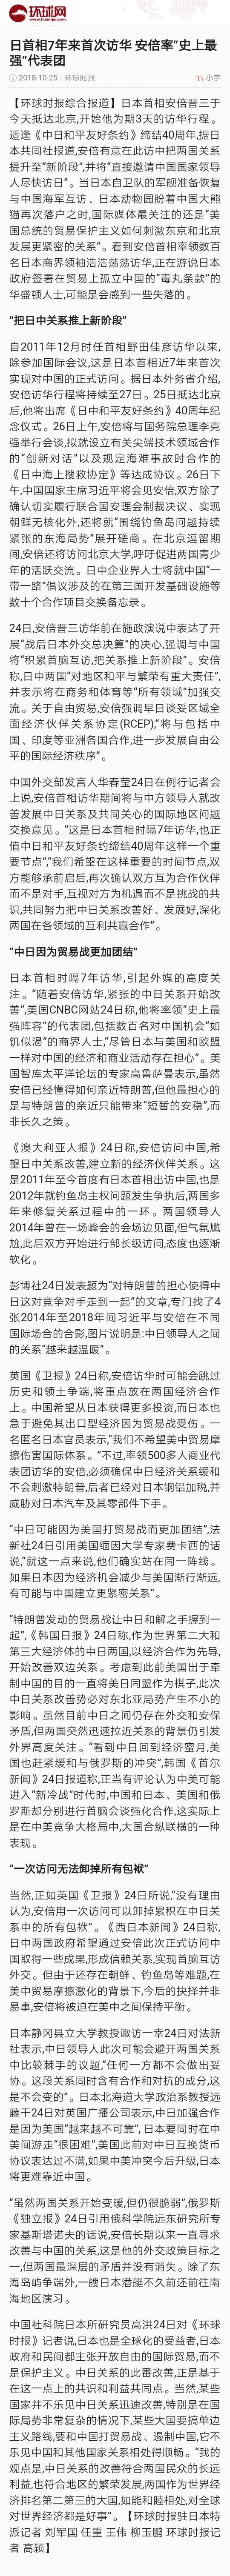 环球网
huanqiu.com
日首相7年来首次访华 安倍率“史上最
强”代表团
2018-10-25 | 环球时报
Tт 小字
【环球时报综合报道】日本首相安倍晋三于
今天抵达北京,开始他为期3天的访华行程。
适逢《中日和平友好条约》缔结40周年,据日
本共同社报道,安倍有意在此访中把两国关系
提升至“新阶段”,并将“直接邀请中国国家领导
人尽快访日”。当日本自卫队的军舰准备恢复
与中国海军互访、日本动物园盼着中国大熊
猫再次落户之时,国际媒体最关注的还是“美
国总统的贸易保护主义如何刺激东京和北京
发展更紧密的关系”。看到安倍首相率领数百
名日本商界领袖浩浩荡荡访华,正在游说日本
政府签署在贸易上孤立中国的“毒丸条款”的
华盛顿人士,可能是会感到一些失落的。
“把日中关系推上新阶段”
自2011年12月时任首相野田佳彦访华以来,
除参加国际会议,这是日本首相近7年来首次
实现对中国的正式访问。据日本外务省介绍,
安倍访华行程将持续至27日。25日抵达北京
后,他将出席《日中和平友好条约》40周年纪
念仪式。26日上午,安倍将与国务院总理李克
强举行会谈,拟就设立有关尖端技术领域合作
的“创新对话”以及规定海难事故时合作的
《日中海上搜救协定》等达成协议。26日下
午,中国国家主席习近平将会见安倍,双方除了
确认切实履行联合国安理会制裁决议、实现
朝鲜无核化外,还将就“围绕钓鱼岛问题持续
紧张的东海局势”展开磋商。在北京逗留期
间,安倍还将访问北京大学,呼吁促进两国青少
年的活跃交流。日中企业界人士将就中国“一
带一路”倡议涉及的在第三国开发基础设施等
数十个合作项目交换备忘录。
24日,安倍晋三访华前在施政演说中表达了开
展“战后日本外交总决算”的决心,强调与中国
将“积累首脑互访,把关系推上新阶段”。安倍
称,日中两国“对地区和平与繁荣有重大责任”,
并表示将在商务和体育等“所有领域”加强交
流。关于自由贸易,安倍强调早日谈妥区域全
面经济伙伴关系协定(RCEP),“将与包括中
国、印度等亚洲各国合作,进一步发展自由公
平的国际经济秩序”。
中国外交部发言人华春莹24日在例行记者会
上说,安倍首相访华期间将与中方领导人就改
善发展中日关系及共同关心的国际地区问题
交换意见。“这是日本首相时隔7年访华,也正
值中日和平友好条约缔结40周年这样一个重
要节点”,“我们希望在这样重要的时间节点,双
方能够承前启后,再次确认双方互为合作伙伴
而不是对手,互视对方为机遇而不是挑战的共
识,共同努力把中日关系改善好、发展好,深化
两国在各领域的互利共赢合作”。
“中日因为贸易战更加团结”
日本首相时隔7年访华,引起外媒的高度关
注。“随着安倍访华,紧张的中日关系开始改
善”,美国CNBC网站24日称,他将率领“史上最
强阵容”的代表团,包括数百名对中国机会“如
饥似渴”的商界人士,“尽管日本与美国和欧盟
一样对中国的经济和商业活动存在担心”。美
国智库太平洋论坛的专家高鲁萨曼表示,虽然
安倍已经懂得如何亲近特朗普,但他最担心的
是与特朗普的亲近只能带来“短暂的安稳”,而
非长久之策。
《澳大利亚人报》24日称,安倍访问中国,希
望日中关系改善,建立新的经济伙伴关系。这
是2011年至今首度有日本首相出访中国,也是
2012年就钓鱼岛主权问题发生争执后,两国多
年来修复关系过程中的一环。两国领导人
2014年曾在一场峰会的会场边见面,但气氛尴
尬,此后双方开始进行部长级访问,态度也逐渐
软化。
彭博社24日发表题为“对特朗普的担心使得中
日这对竞争对手走到一起”的文章,专门找了4
张2014年至2018年间习近平与安倍在不同
国际场合的合影,图片说明是:中日领导人之间
的关系“越来越温暖”。
英国《卫报》24日称,安倍访华时可能会跳过
历史和领土争端,将重点放在两国经济合作
上。中国希望从日本获得更多投资,而日本也
急于避免其出口型经济因为贸易战受伤。一
名匿名日本官员表示,“我们不希望美中贸易摩
擦伤害国际体系。”不过,率领500多人商业代
表团访华的安倍,必须确保中日经济关系缓和
不会刺激特朗普,后者已经对日本钢铝加税,并
威胁对日本汽车及其零部件下手。
“中日可能因为美国打贸易战而更加团结”,法
新社24日引用美国缅因大学专家费卡西的话
说,“就这一点来说,他们确实站在同一阵线。
如果日本因为经济机会减少与美国渐行渐远,
有可能与中国建立更紧密关系”。
“特朗普发动的贸易战让中日和解之手握到一
起”,《韩国日报》24日称,作为世界第二大和
第三大经济体的中日两国,以经济合作为先导,
开始改善双边关系。考虑到此前美国出于牵
制中国的目的一直将美日同盟作为棋子,此次
中日关系改善势必对东北亚局势产生不小的
影响。虽然目前中日之间仍存在外交和安保
矛盾,但两国突然迅速拉近关系的背景仍引发
外界高度关注。“看到中日回到经济蜜月,美
国也赶紧缓和与俄罗斯的冲突”,韩国《首尔
新闻》24日报道称,正当有评论认为中美可能
进入“新冷战”时代时,中国和日本、美国和俄
罗斯却分别进行首脑会谈强化合作,这实际上
是在中美竞争大格局中,大国合纵联横的一种
表现。
“一次访问无法卸掉所有包袱”
当然,正如英国《卫报》24日所说,“没有理由
认为,安倍用一次访问可以卸掉累积在中日关
系中的所有包袱”。《西日本新闻》24日称,
日中两国政府希望通过安倍此次正式访问中
国取得一些成果,形成信赖关系,实现首脑互访
外交。但由于还存在朝鲜、钓鱼岛等难题,在
美中贸易摩擦激化的背景下,今后的抉择并非
易事,安倍将被迫在美中之间保持平衡。
日本静冈县立大学教授诹访一幸24日对法新
社表示,中日领导人此次可能会避开两国关系
中比较棘手的议题,“任何一方都不会做出妥
协。这段关系同时含有合作和对抗的成分,这
是不会变的”。日本北海道大学政治系教授远
藤干24日对英国广播公司表示,中日加强合作
是因为美国“越来越不可靠”, 日本要同时在中
美间游走“很困难”,美国此前对中日互换货币
协议表达过不满,如果中美冲突今后升级,日本
将更难靠近中国。
“虽然两国关系开始变暖,但仍很脆弱”,俄罗斯
《独立报》24日引用俄科学院远东研究所专
家基斯塔诺夫的话说,安倍长期以来一直寻求
改善与中国的关系,这是他的外交政策目标之
一,但两国最深层的矛盾并没有消失。除了东
海岛屿争端外,一艘日本潜艇不久前还前往南
海地区演习。
中国社科院日本所研究员高洪24日对《环球
时报》记者说,日本也是全球化的受益者,日本
政府和民间都主张开放自由的国际贸易,而不
是保护主义。中日关系的此番改善,正是基于
在这一点上的共识和利益共同点。当然,某些
国家并不乐见中日关系迅速改善,特别是在国
际局势非常复杂的情况下,某些大国要搞单边
主义路线,要和中国打贸易战、遏制中国,它不
乐见中国和其他国家关系相处得顺畅。“我的
观点是,中日关系的改善符合两国民众的长远
利益,也符合地区的繁荣发展,两国作为世界经
济排名第二第三的大国,如能和睦相处,对全球
对世界经济都是好事”。【环球时报驻日本特
派记者 刘军国 任重 王伟 柳玉鹏 环球时报记
者 高颖】